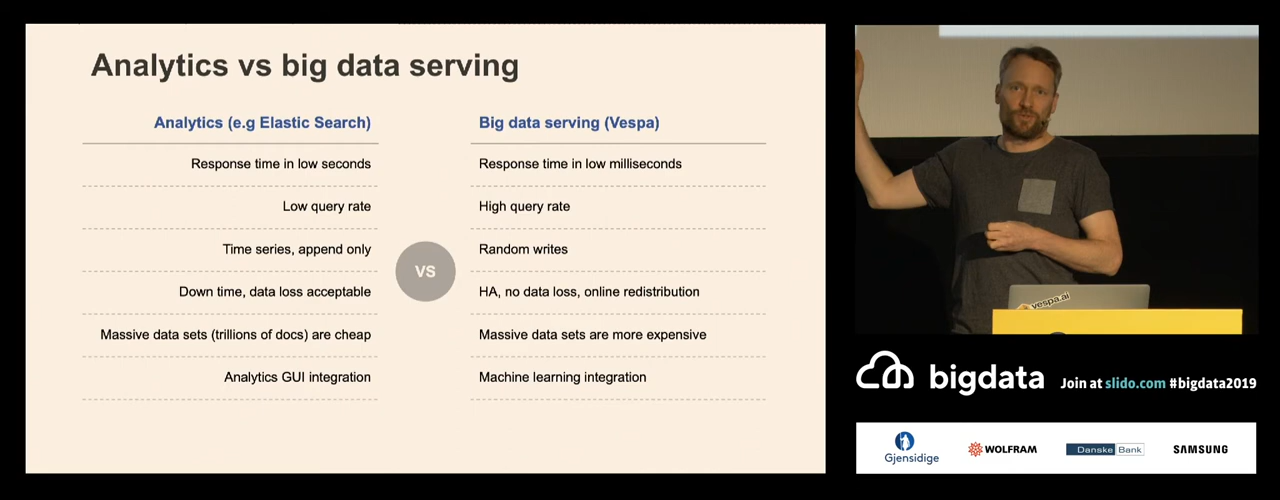 Analytics vs big data serving
Analytics (e.g Elastic Search)
Big data serving (Vespa)
Response time in low seconds
Response time in low milliseconds
Low query rate
High query rate
Time series, append only
Random writes
VS
Down time, data loss acceptable
HA, no data loss, online redistribution
Massive data sets (trillions of docs) are cheap
Massive data sets are more expensive
Analytics GUI integration
Machine learning integration
vespa.ai
bigdata
Join at slido.com #bigdata2019
Gjensidige
WOLFRAM
Danske Bank
SAMSUNG